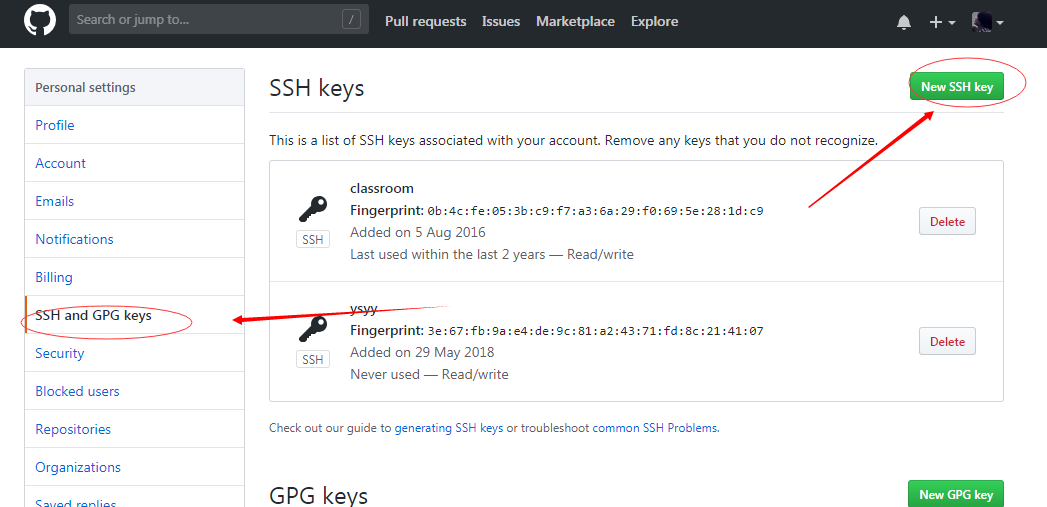 Search or jump to... /
Pull requests Issues Marketplace Explore
Personal settings
Profile
Account
Emails
Notifications
Billing
SSH and GPG keys
Security
Blocked users
Repositories
Organizations
Saved replies
SSH keys
New SSH key
This is a list of SSH keys associated with your account. Remove any keys that you do not recognize.
SSH
classroom
Fingerprint: 0b:4c:fe:05:3b:c9:f7:a3:6a:29:f0:69:5e:28:1d:c9
Added on 5 Aug 2016
Last used within the last 2 years — Read/write
Delete
SSH
ysyy
Fingerprint: 3e:67:fb:9a:e4:de:9c:81:a2:43:71:fd:8c:21:41:07
Added on 29 May 2018
Never used — Read/write
Delete
Check out our guide to generating SSH keys or troubleshoot common SSH Problems.
GPG keys
New GPG key